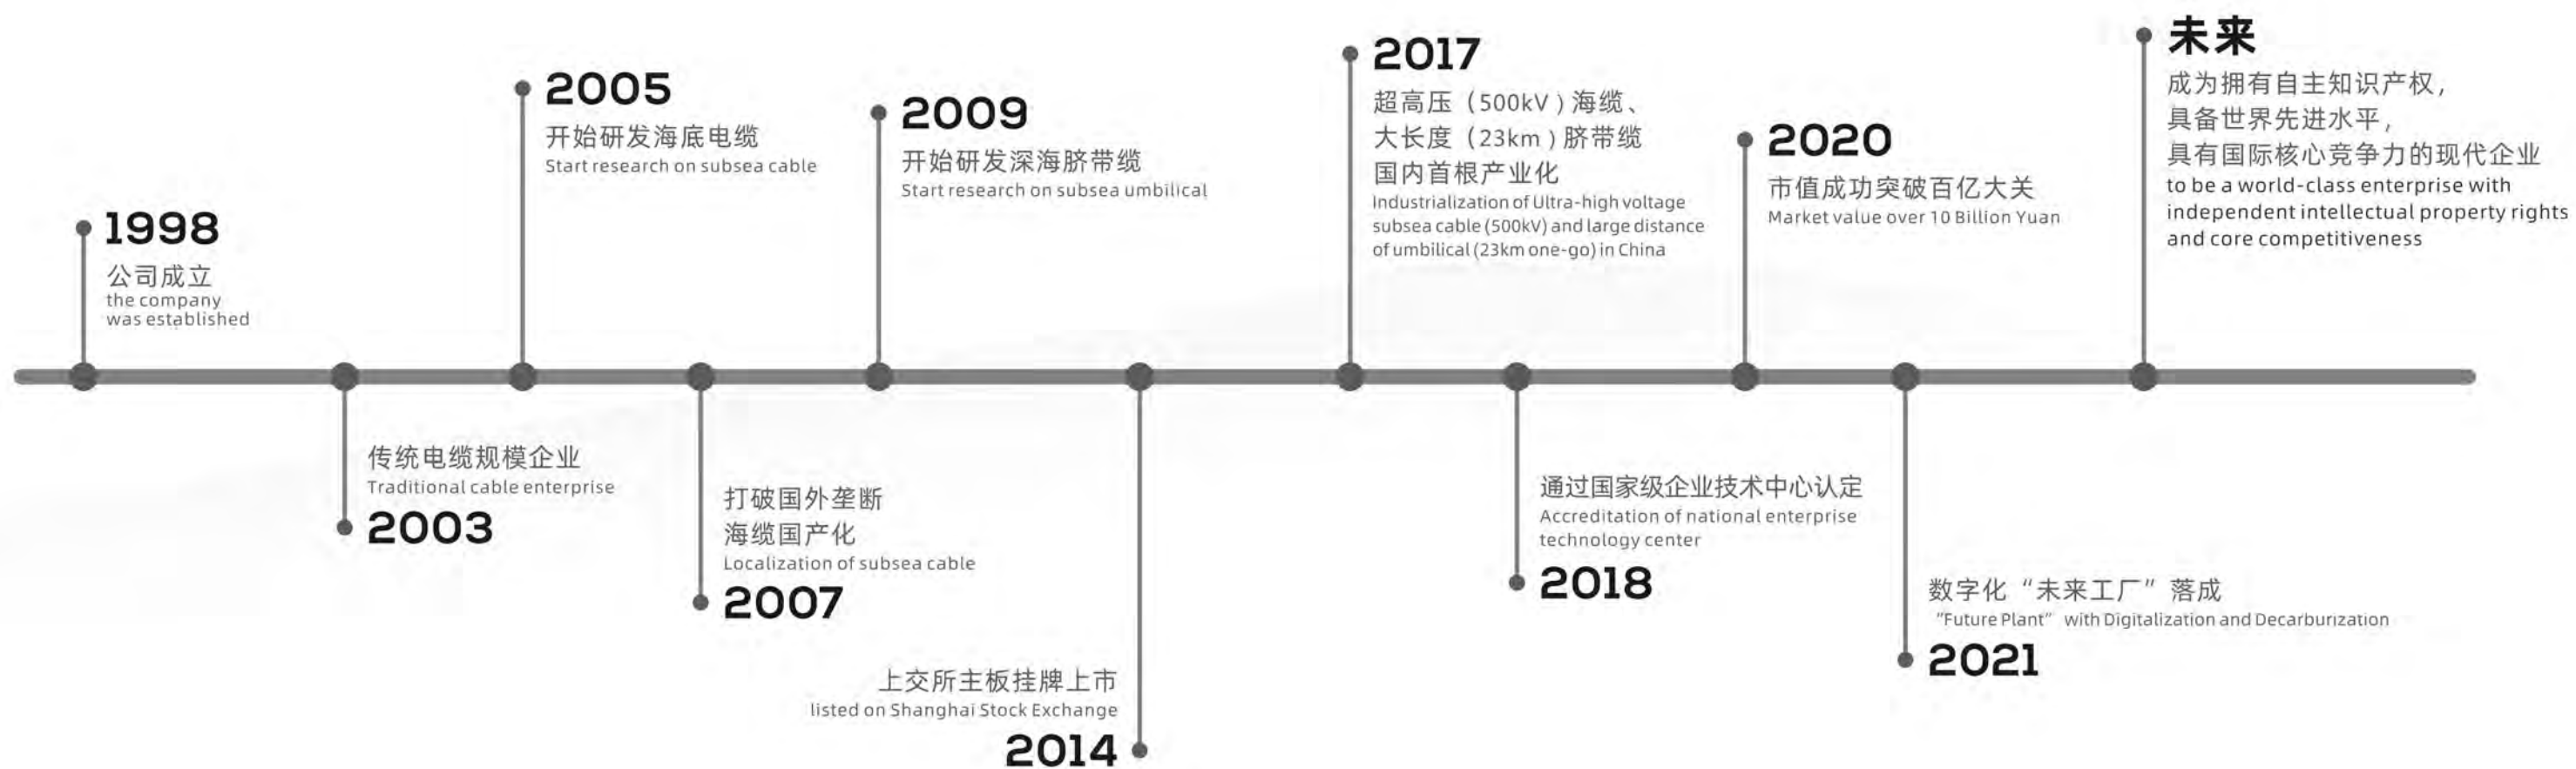 1998
公司成立
the company
was established
传统电缆规模企业
Traditional cable enterprise
2003
2005
开始研发海底电缆
Start research on subsea cable
打破国外垄断
海缆国产化
Localization of subsea cable
2007
2009
开始研发深海脐带缆
Start research on subsea umbilical
上交所主板挂牌上市
listed on Shanghai Stock Exchange
2014
2017
超高压（500kV）海缆、
大长度（23km）脐带缆
国内首根产业化
Industrialization of Ultra-high voltage
subsea cable (500kV) and large distance
of umbilical (23km one-go) in China
通过国家级企业技术中心认定
Accreditation of national enterprise
technology center
2018
2020
市值成功突破百亿大关
Market value over 10 Billion Yuan
数字化“未来工厂”落成
“Future Plant” with Digitalization and Decarburization
2021
未来
成为拥有自主知识产权，
具备世界先进水平，
具有国际核心竞争力的现代企业
to be a world-class enterprise with
independent intellectual property rights
and core competitiveness